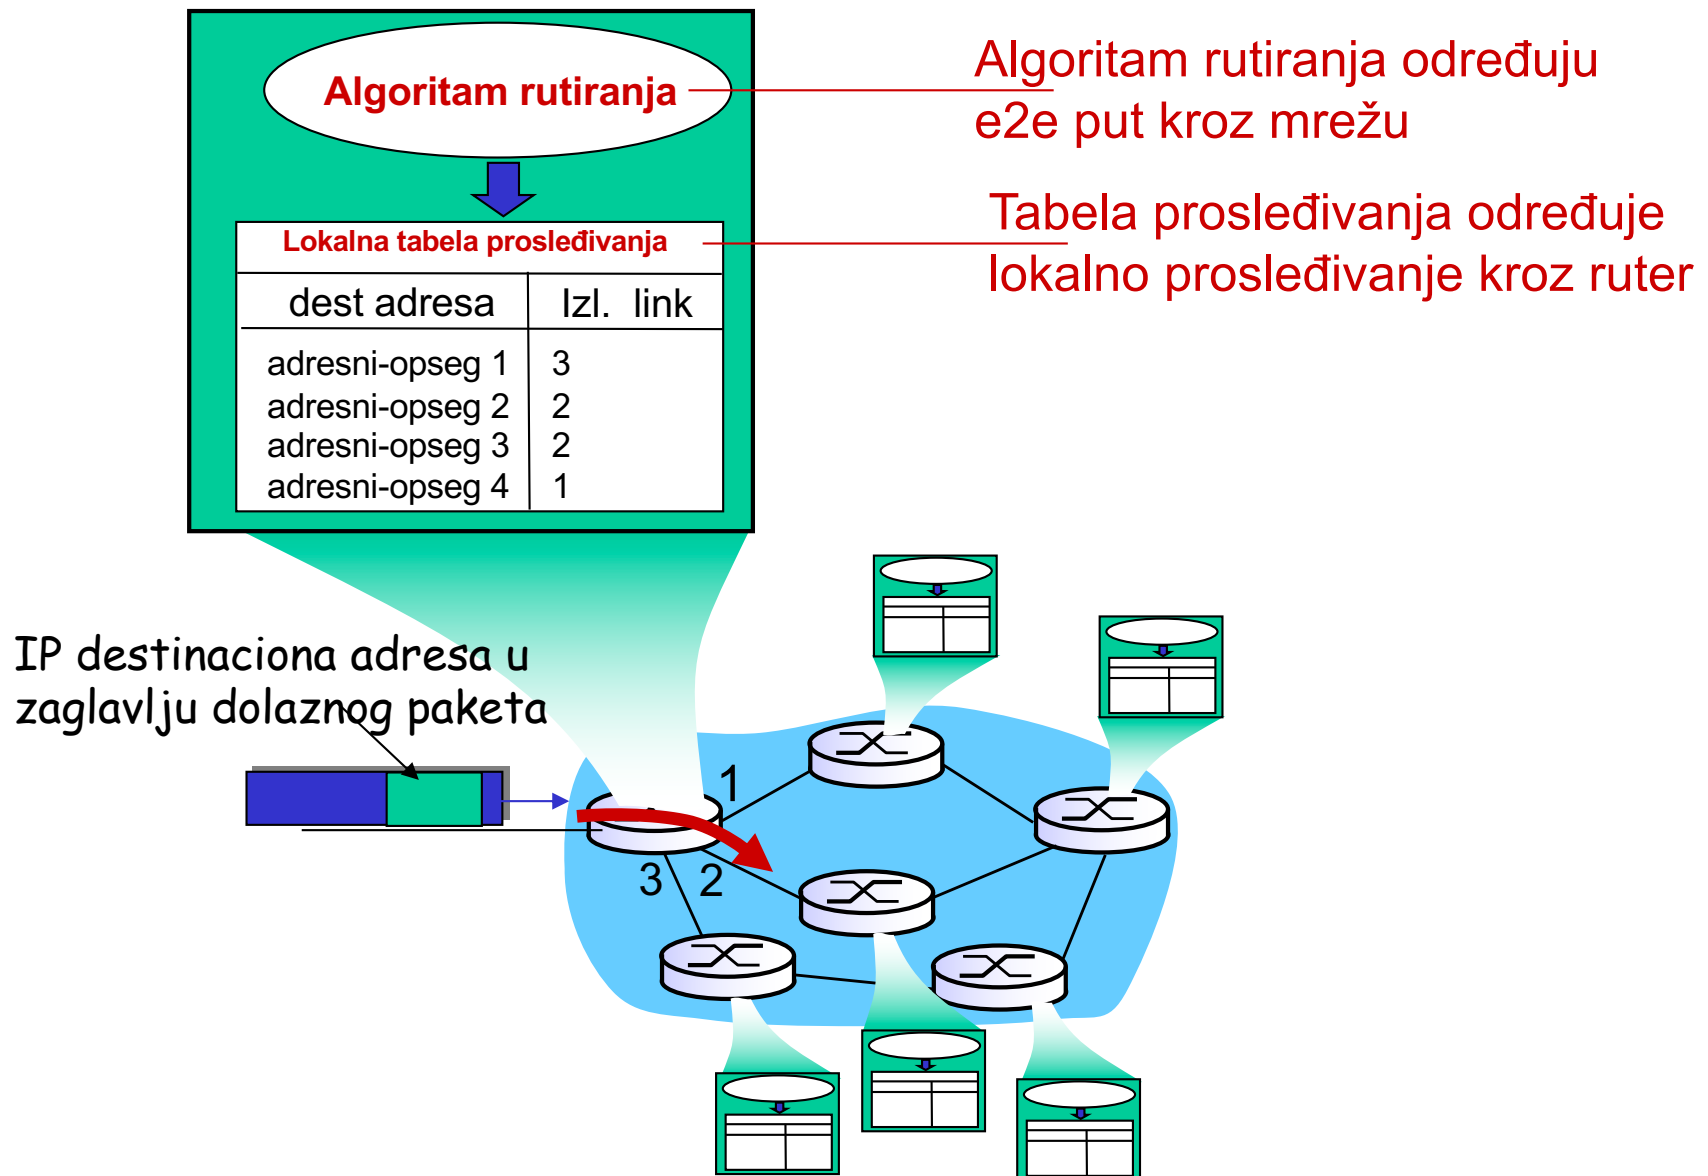 Algoritam rutiranja
Algoritam rutiranja određuju
e2e put kroz mrežu
Tabela prosleđivanja određuje
lokalno prosleđivanje kroz ruter
Lokalna tabela prosleđivanja
dest adresa Izl. link
adresni-opseg 1 3
adresni-opseg 2 2
adresni-opseg 3 2
adresni-opseg 4 1
IP destinaciona adresa u
zaglavlju dolaznog paketa
1
3 2